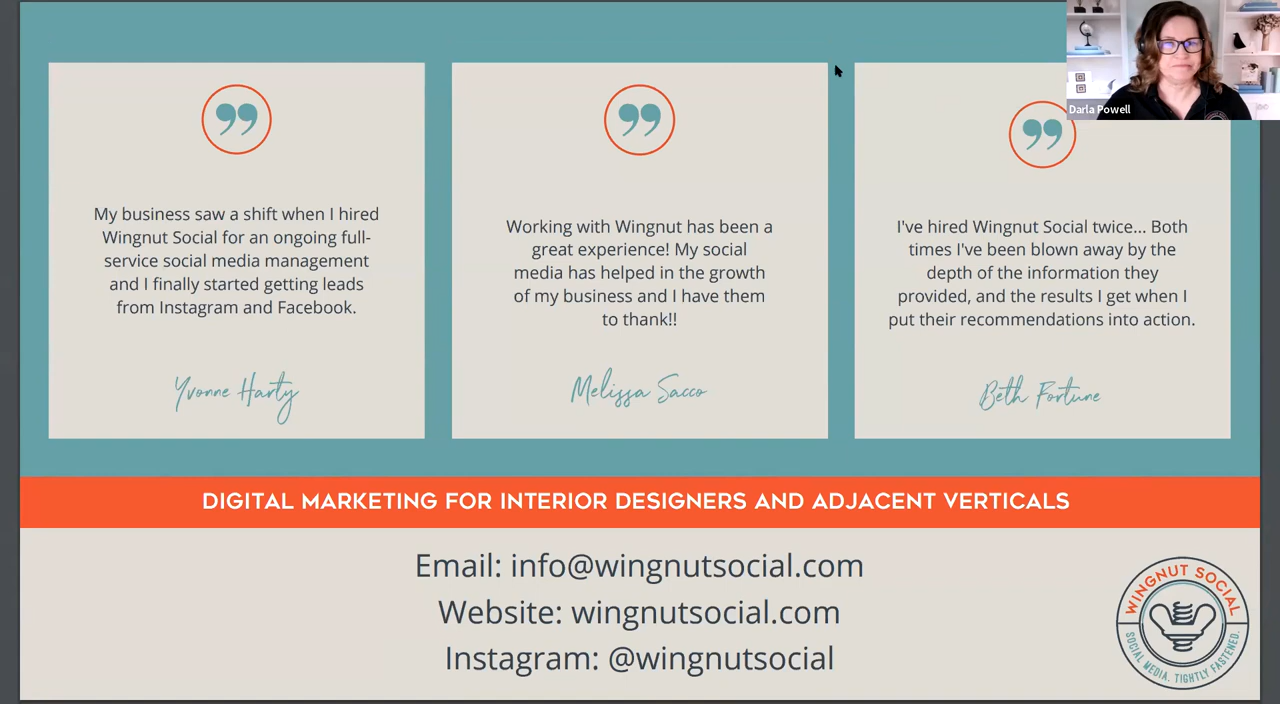 Darla Powell
My business saw a shift when I hired
Wingnut Social for an ongoing full-
service social media management
and I finally started getting leads
from Instagram and Facebook.
Yvonne Harty
Working with Wingnut has been a
great experience! My social
media has helped in the growth
of my business and I have them
to thank!!
Melissa Sacco
I've hired Wingnut Social twice... Both
times I've been blown away by the
depth of the information they
provided, and the results I get when I
put their recommendations into action.
Beth Fortune
DIGITAL MARKETING FOR INTERIOR DESIGNERS AND ADJACENT VERTICALS
Email: info@wingnutsocial.com
Website: wingnutsocial.com
Instagram: @wingnutsocial
WINGNUT SOCIAL
SOCIAL MEDIA. TIGHTLY FASTENED.